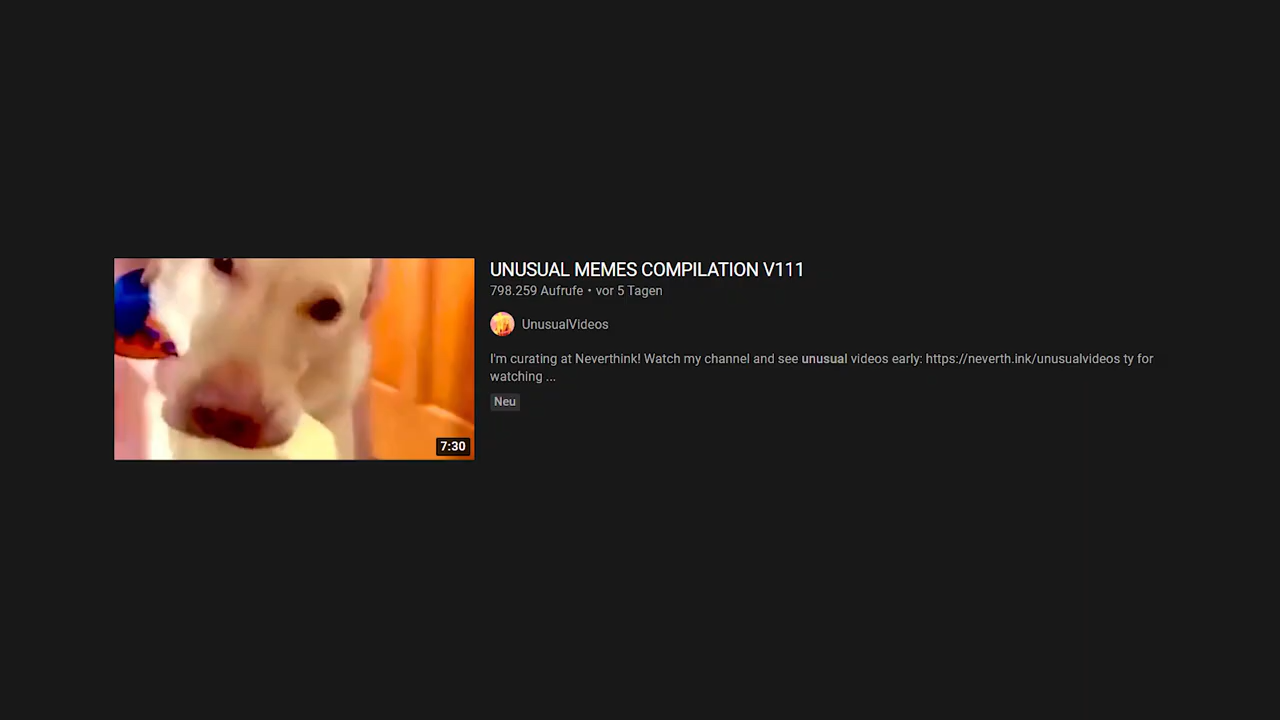 UNUSUAL MEMES COMPILATION V111
798.259 Aufrufe • vor 5 Tagen
UnusualVideos
I'm curating at Neverthink! Watch my channel and see unusual videos early: https://neverth.ink/unusualvideos ty for
watching ...
Neu
7:30